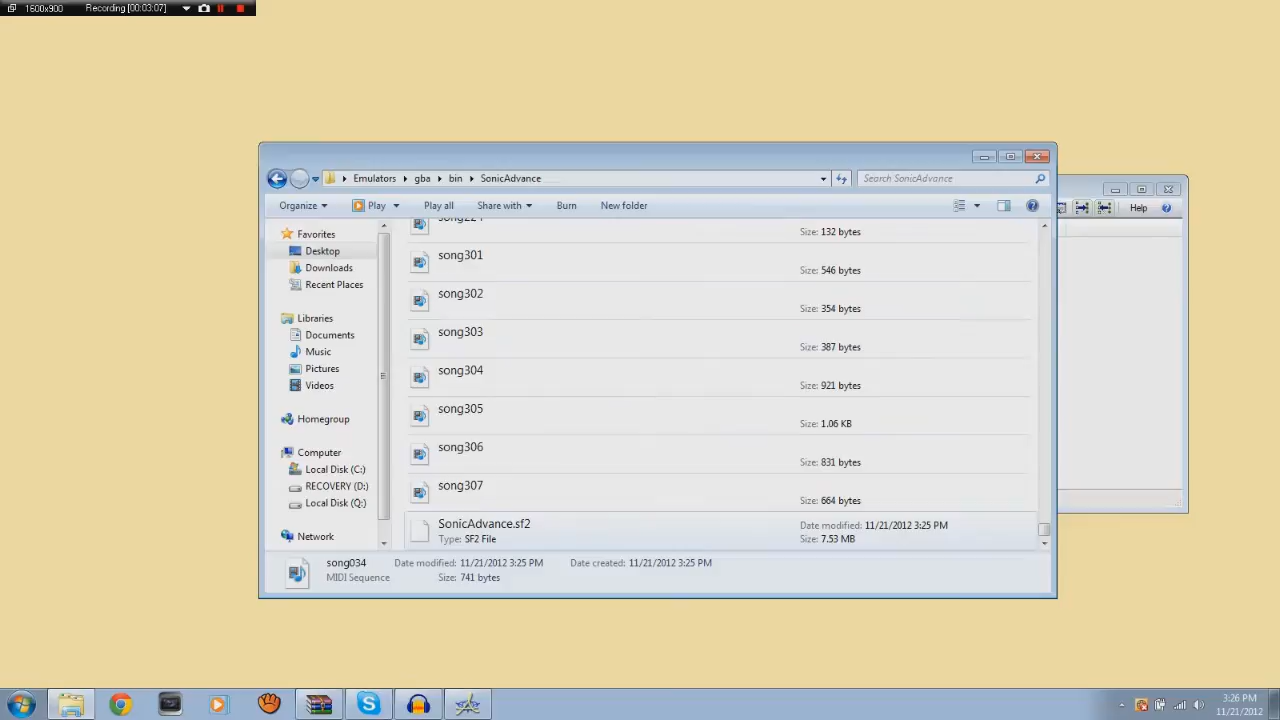 1600x900 Recording [00:03:07]
Emulators gba bin SonicAdvance Search SonicAdvance
Organize Play Play all Share with Burn New folder
Help
Favorites
Desktop
Downloads
Recent Places
Libraries
Documents
Music
Pictures
Videos
Homegroup
Computer
Local Disk (C:)
RECOVERY (D:)
Local Disk (Q:)
Network
Size: 132 bytes
song301
Size: 546 bytes
song302
Size: 354 bytes
song303
Size: 387 bytes
song304
Size: 921 bytes
song305
Size: 1.06 KB
song306
Size: 831 bytes
song307
Size: 664 bytes
SonicAdvance.sf2 Date modified: 11/21/2012 3:25 PM
Type: SF2 File Size: 7.53 MB
song034 Date modified: 11/21/2012 3:25 PM Date created: 11/21/2012 3:25 PM
MIDI Sequence Size: 741 bytes
3:26 PM
11/21/2012